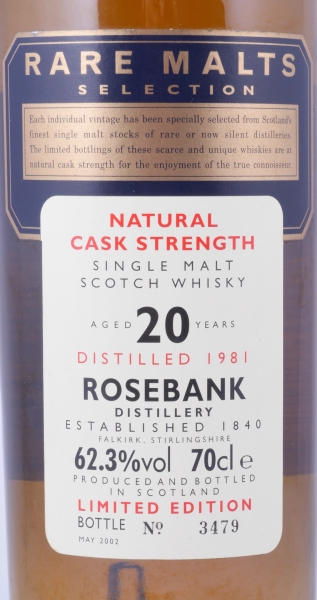 RARE MALTS
SELECTION
Each individual vintage has been specially selected from Scotland's
finest single malt stocks of rare or now silent distilleries.
The limited bottlings of these scarce and unique whiskies are at
natural cask strength for the enjoyment of the true connoisseur.
NATURAL
CASK STRENGTH
SINGLE MALT
SCOTCH WHISKY
AGED 20 YEARS
DISTILLED 1981
ROSEBANK
DISTILLERY
ESTABLISHED 1840
FALKIRK, STIRLINGSHIRE
62.3%vol 70cl e
PRODUCED AND BOTTLED
IN SCOTLAND
LIMITED EDITION
BOTTLE Nº. 3479
MAY 2002